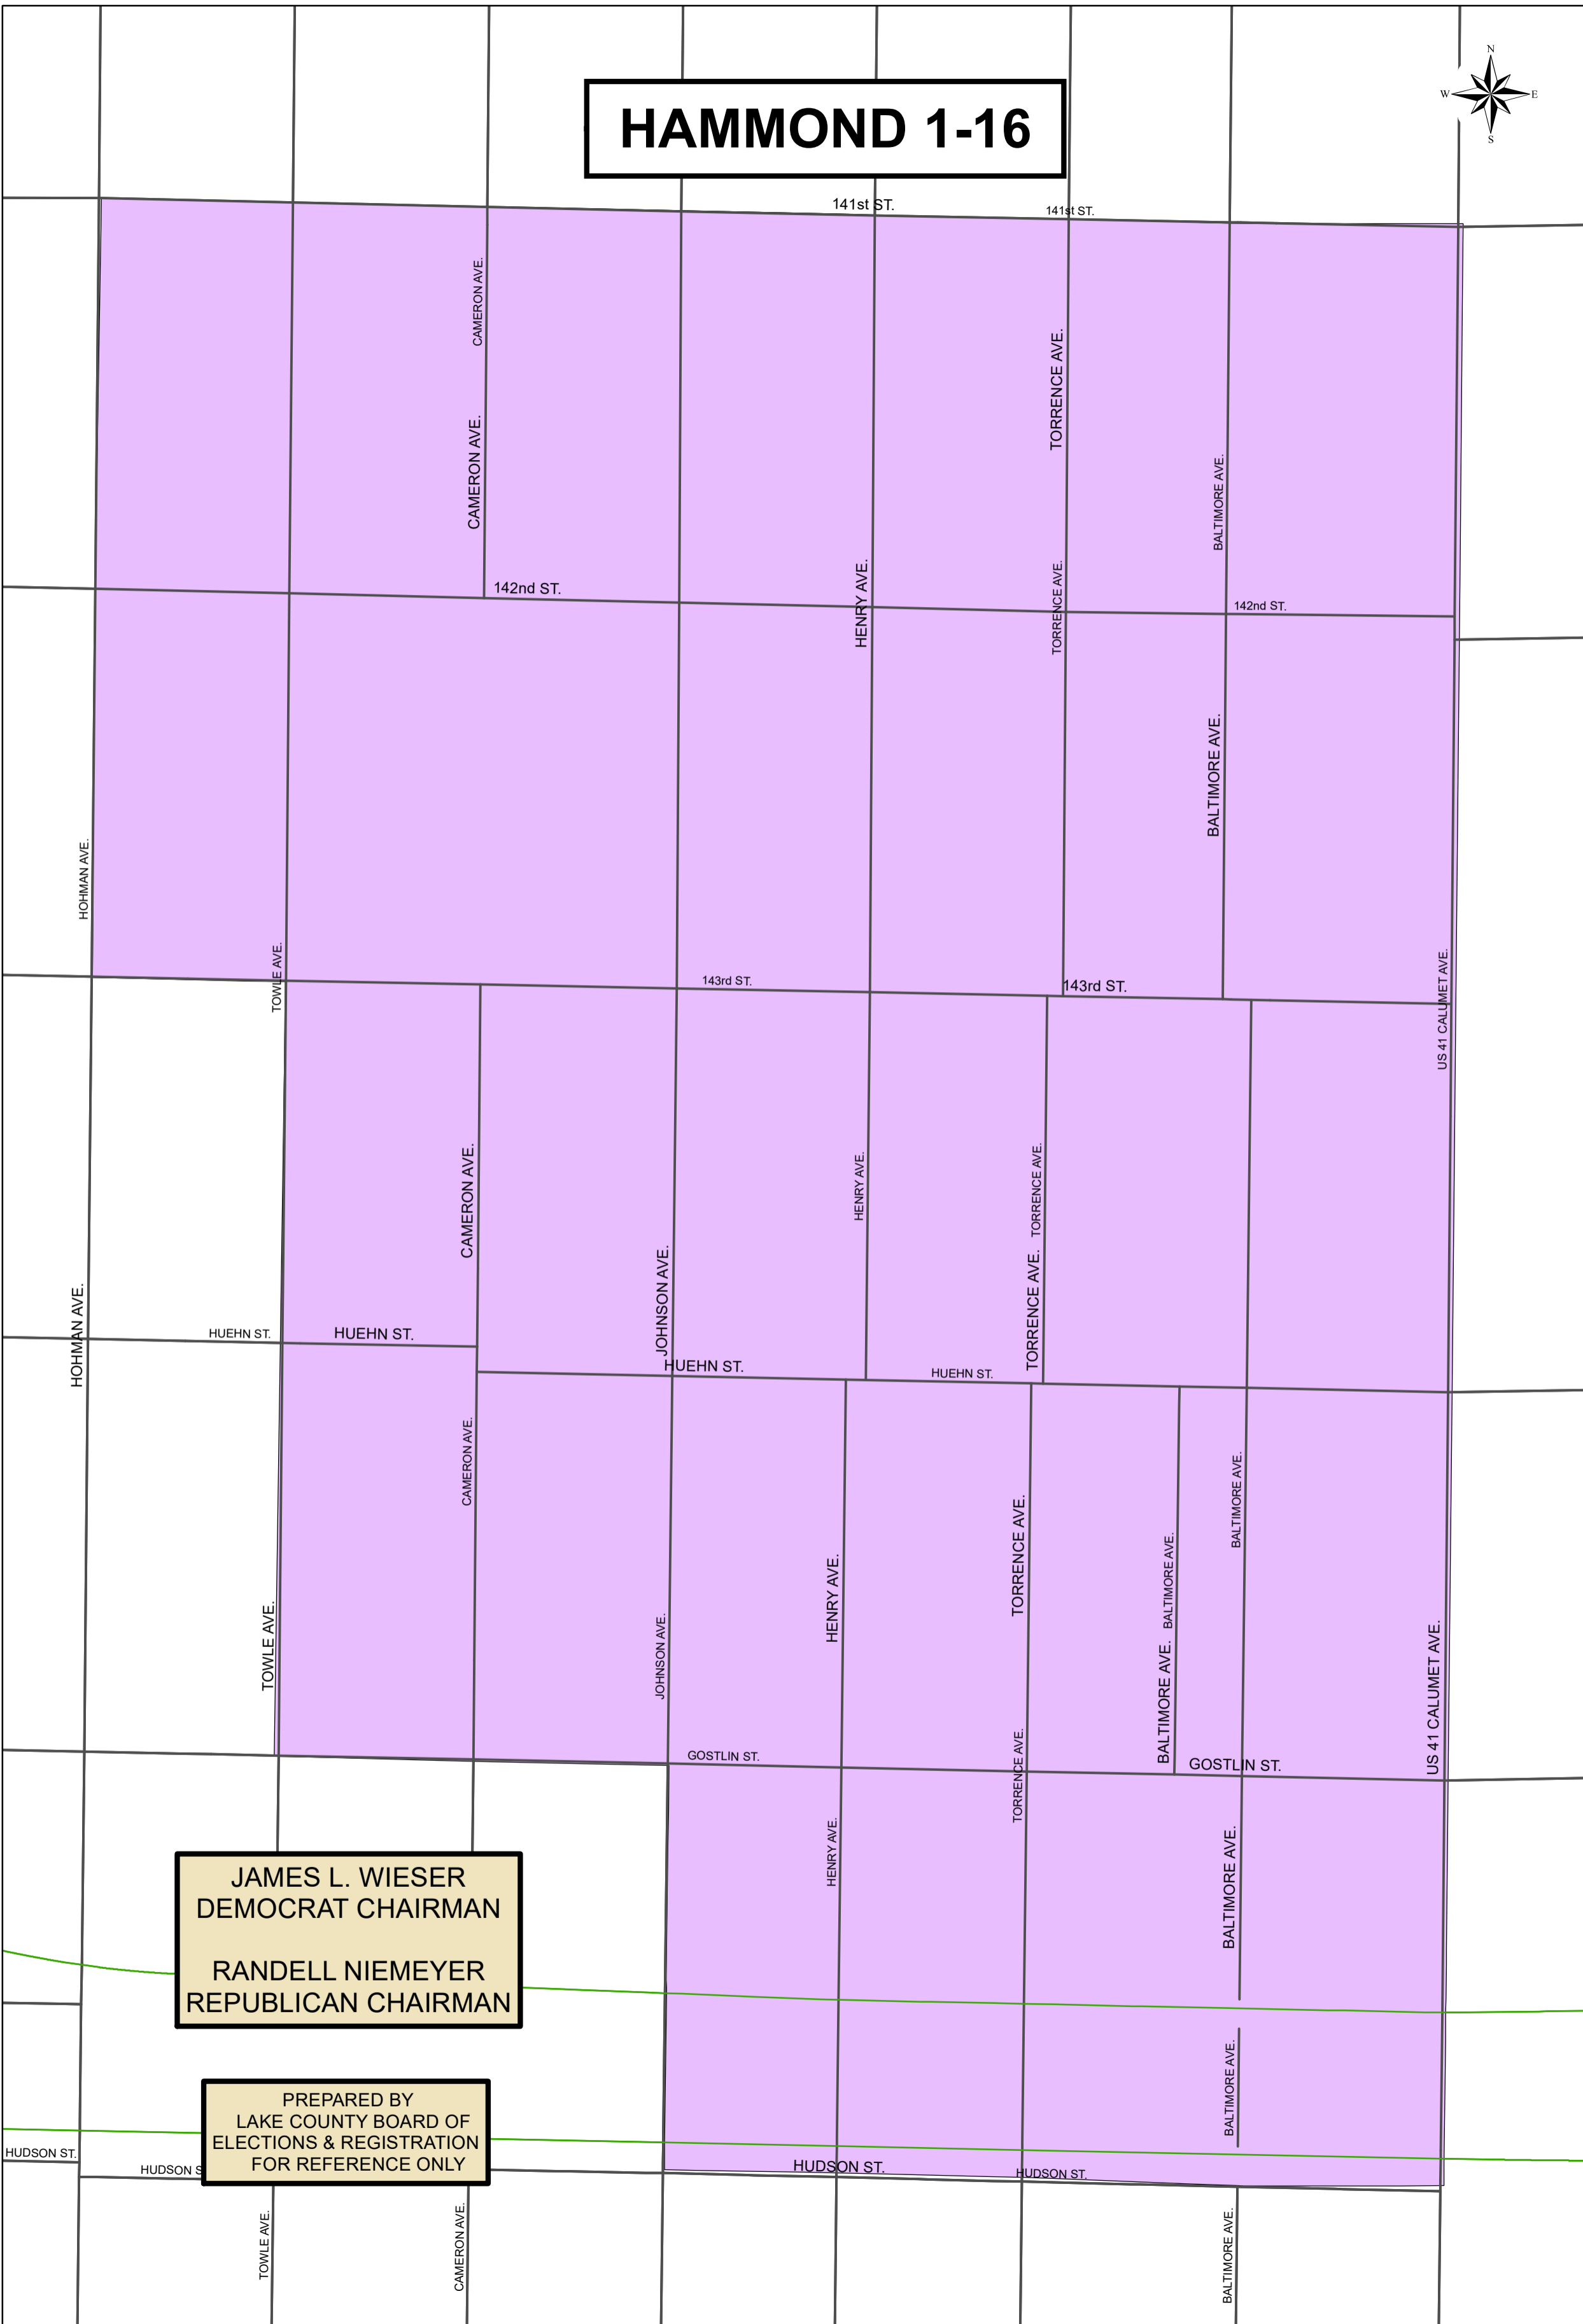 N
W E
S
HAMMOND 1-16
141st ST.
141st ST.
CAMERON AVE.
TORRENCE AVE.
CAMERON AVE.
BALTIMORE AVE.
HENRY AVE.
TORRENCE AVE.
142nd ST.
142nd ST.
BALTIMORE AVE.
HOHMAN AVE.
TOWLE AVE.
143rd ST.
143rd ST.
US 41 CALUMET AVE.
CAMERON AVE.
HENRY AVE.
TORRENCE AVE.
JOHNSON AVE.
TORRENCE AVE.
HOHMAN AVE.
HUEHN ST.
HUEHN ST.
HUEHN ST.
HUEHN ST.
CAMERON AVE.
BALTIMORE AVE.
TORRENCE AVE.
BALTIMORE AVE.
HENRY AVE.
TOWLE AVE.
JOHNSON AVE.
BALTIMORE AVE.
US 41 CALUMET AVE.
GOSTLIN ST.
GOSTLIN ST.
TORRENCE AVE.
HENRY AVE.
BALTIMORE AVE.
JAMES L. WIESER
DEMOCRAT CHAIRMAN
RANDELL NIEMEYER
REPUBLICAN CHAIRMAN
BALTIMORE AVE.
PREPARED BY
LAKE COUNTY BOARD OF
ELECTIONS & REGISTRATION
FOR REFERENCE ONLY
HUDSON ST.
HUDSON S
HUDSON ST.
HUDSON ST.
TOWLE AVE.
CAMERON AVE.
BALTIMORE AVE.